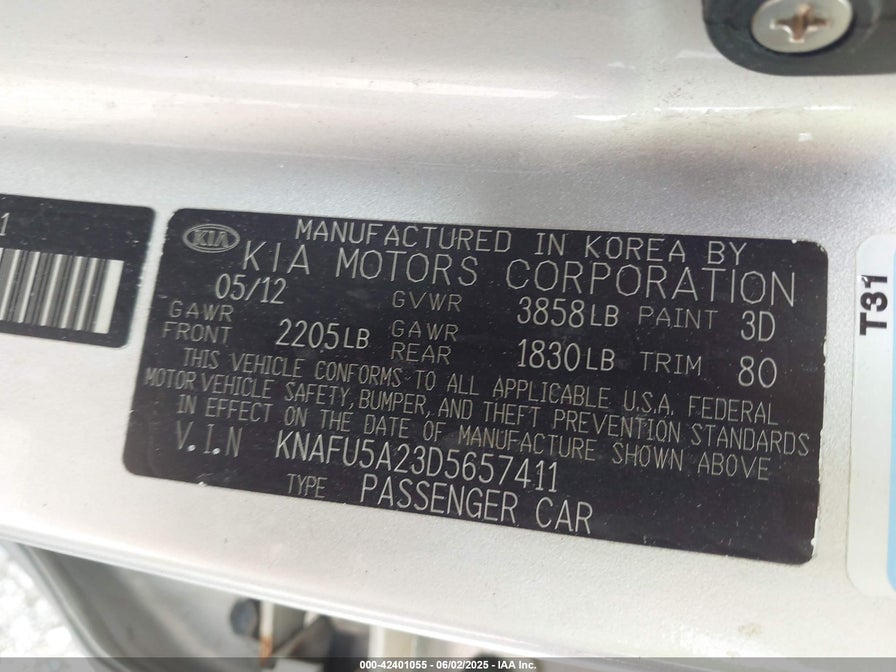 1
KIA
MANUFACTURED IN KOREA BY
KIA MOTORS CORPORATION
05/12 GVWR 3858LB PAINT 3D
GAWR FRONT 2205LB GAWR REAR 1830LB TRIM 80
THIS VEHICLE CONFORMS TO ALL APPLICABLE U.S.A. FEDERAL
MOTOR VEHICLE SAFETY, BUMPER, AND THEFT PREVENTION STANDARDS
IN EFFECT ON THE DATE OF MANUFACTURE SHOWN ABOVE
V.I.N KNAFU5A23D5657411
TYPE PASSENGER CAR
T31
000-42401055 - 06/02/2025 - IAA Inc.